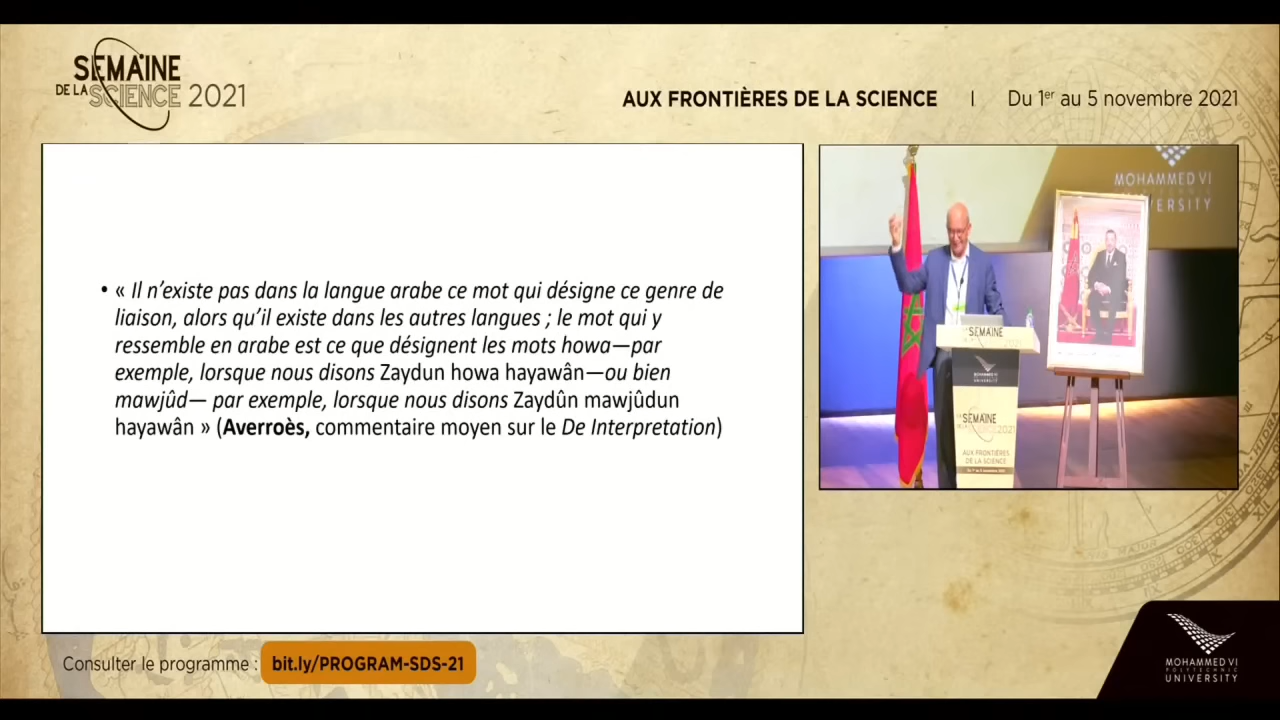 SEMAINE
DE LA SCIENCE 2021
AUX FRONTIÈRES DE LA SCIENCE | Du 1er au 5 novembre 2021
• « Il n’existe pas dans la langue arabe ce mot qui désigne ce genre de
liaison, alors qu’il existe dans les autres langues ; le mot qui y
ressemble en arabe est ce que désignent les mots howa—par
exemple, lorsque nous disons Zaydun howa hayawân—ou bien
mawjûd— par exemple, lorsque nous disons Zaydûn mawjûdun
hayawân » (Averroès, commentaire moyen sur le De Interpretation)
MOHAMMED VI
UNIVERSITY
SEMAINE
SEMAINE
2021
AUX FRONTIÈRES
DE LA SCIENCE
Consulter le programme : bit.ly/PROGRAM-SDS-21
MOHAMMED VI
POLYTECHNIC
UNIVERSITY